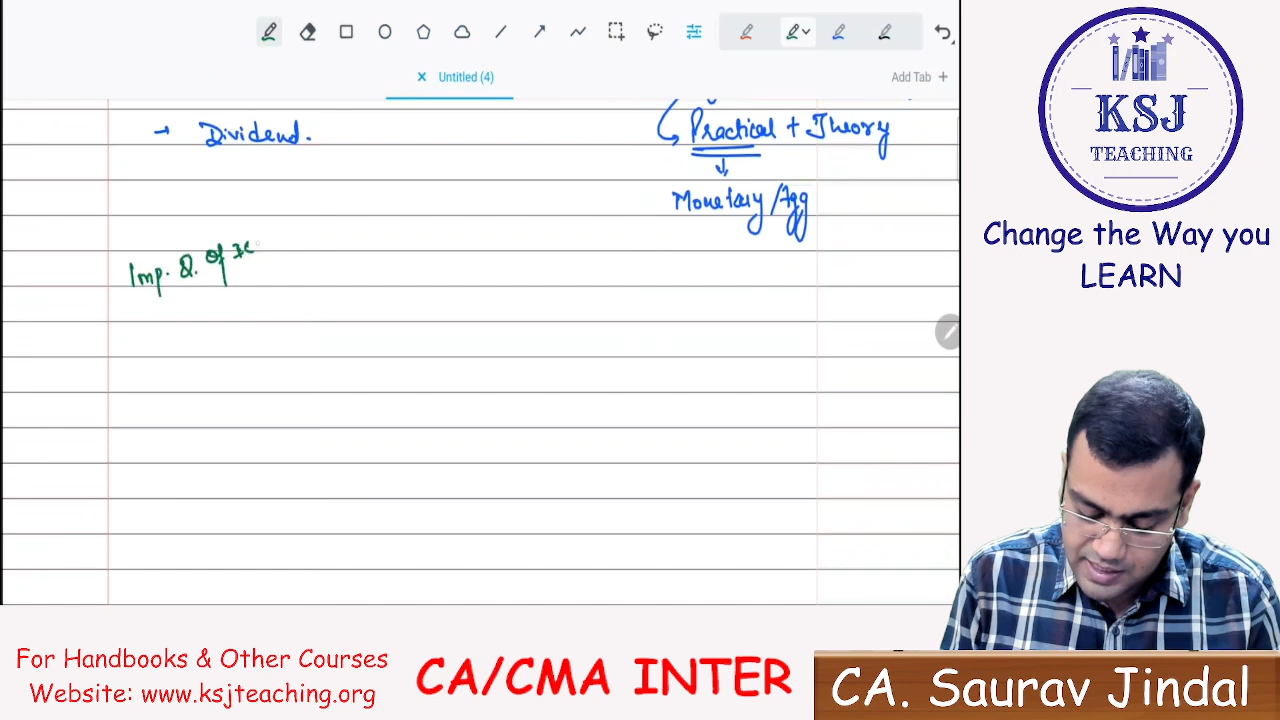 Untitled (4)
Add Tab +
→ Dividend.
Practical + Theory
Monetary/Agg
Imp. Q. of
KSJ
TEACHING
Change the Way you
LEARN
For Handbooks & Other Courses
Website: www.ksjteaching.org
CA/CMA INTER
CA. Saurav Jindal